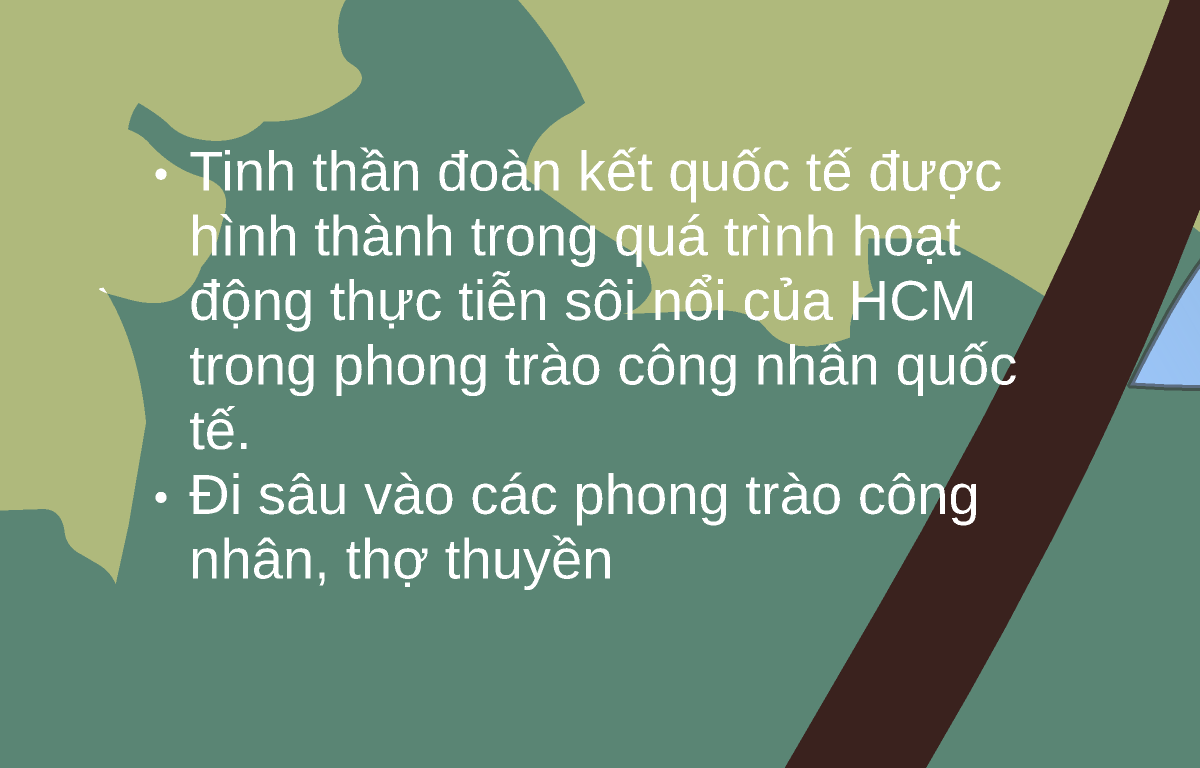 • Tinh thần đoàn kết quốc tế được
hình thành trong quá trình hoạt
động thực tiễn sôi nổi của HCM
trong phong trào công nhân quốc
tế.
• Đi sâu vào các phong trào công
nhân, thợ thuyền